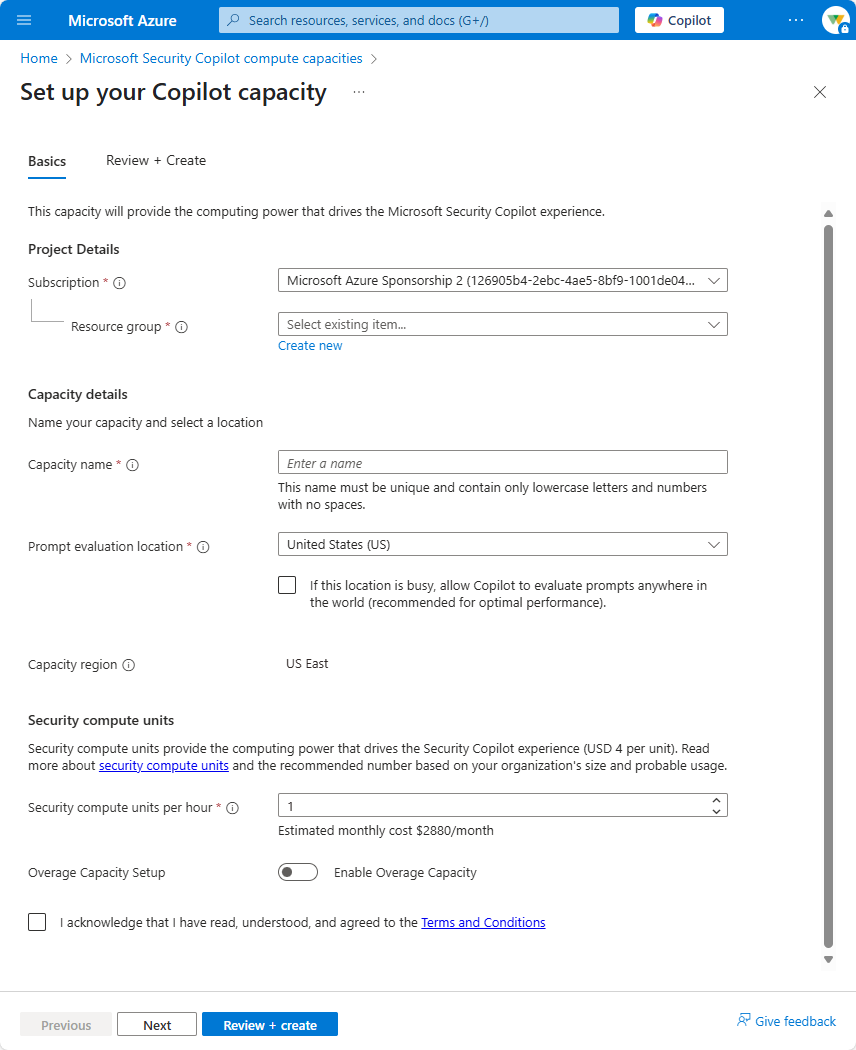 Microsoft Azure
Search resources, services, and docs (G+/)
Copilot
...
Home > Microsoft Security Copilot compute capacities >
Set up your Copilot capacity ...
Basics
Review + Create
This capacity will provide the computing power that drives the Microsoft Security Copilot experience.
Project Details
Subscription *
Microsoft Azure Sponsorship 2 (126905b4-2ebc-4ae5-8bf9-1001de04...
Resource group *
Select existing item...
Create new
Capacity details
Name your capacity and select a location
Capacity name *
Enter a name
This name must be unique and contain only lowercase letters and numbers
with no spaces.
Prompt evaluation location *
United States (US)
If this location is busy, allow Copilot to evaluate prompts anywhere in
the world (recommended for optimal performance).
Capacity region
US East
Security compute units
Security compute units provide the computing power that drives the Security Copilot experience (USD 4 per unit). Read
more about security compute units and the recommended number based on your organization's size and probable usage.
Security compute units per hour *
1
Estimated monthly cost $2880/month
Overage Capacity Setup
Enable Overage Capacity
I acknowledge that I have read, understood, and agreed to the Terms and Conditions
Previous
Next
Review + create
Give feedback